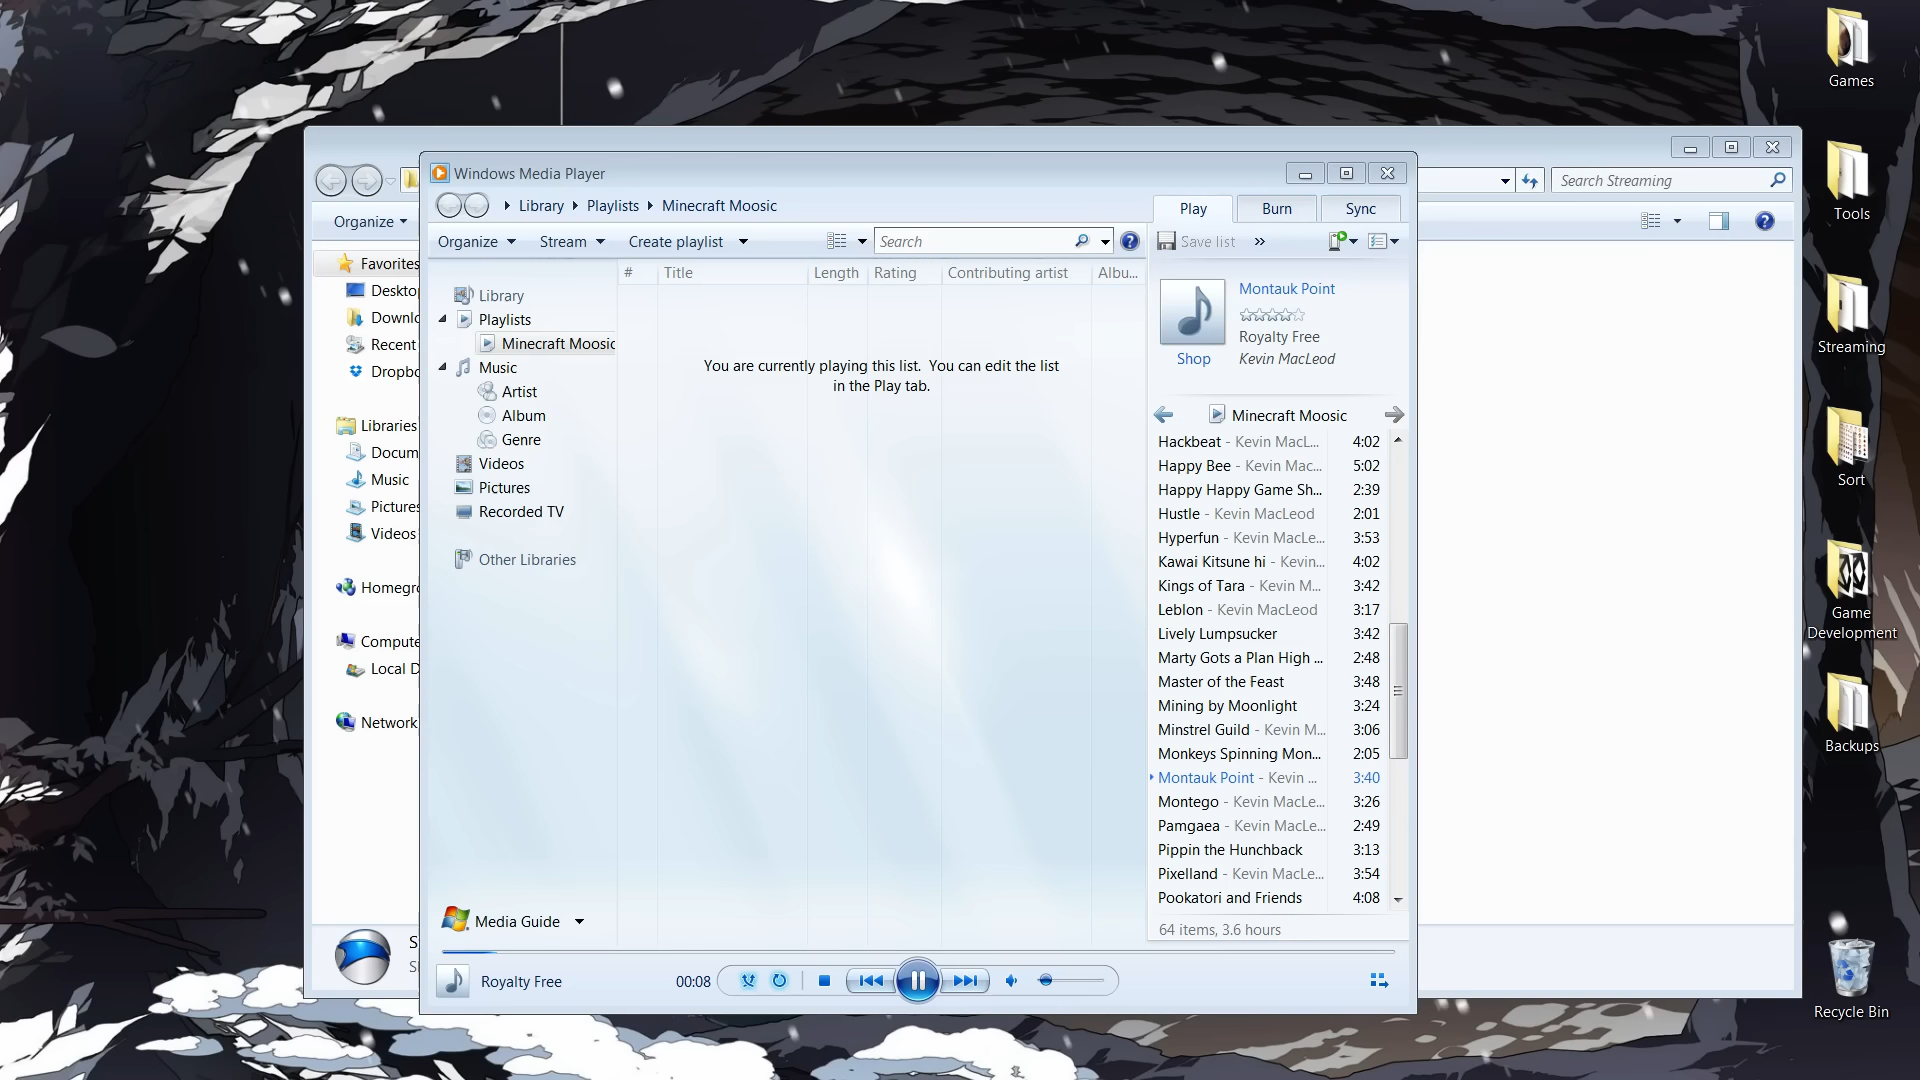 Games
Tools
Streaming
Sort
Game
Development
Backups
Recycle Bin
Search Streaming
Organize
Favorites
Deskto
Downlo
Recent
Dropbo
Libraries
Docum
Music
Pictures
Videos
Homegr
Compute
Local D
Network
S
S
Windows Media Player
Library Playlists Minecraft Moosic
Organize Stream Create playlist Search
Play Burn Sync
Save list »
# Title Length Rating Contributing artist Albu...
Library
Playlists
Minecraft Moosic
Music
Artist
Album
Genre
Videos
Pictures
Recorded TV
Other Libraries
Media Guide
You are currently playing this list. You can edit the list
in the Play tab.
Montauk Point
Royalty Free
Kevin MacLeod
Shop
Minecraft Moosic
Hackbeat - Kevin MacL... 4:02
Happy Bee - Kevin Mac... 5:02
Happy Happy Game Sh... 2:39
Hustle - Kevin MacLeod 2:01
Hyperfun - Kevin MacLe... 3:53
Kawai Kitsune hi - Kevin... 4:02
Kings of Tara - Kevin M... 3:42
Leblon - Kevin MacLeod 3:17
Lively Lumpsucker 3:42
Marty Gots a Plan High ... 2:48
Master of the Feast 3:48
Mining by Moonlight 3:24
Minstrel Guild - Kevin M... 3:06
Monkeys Spinning Mon... 2:05
Montauk Point - Kevin ... 3:40
Montego - Kevin MacLe... 3:26
Pamgaea - Kevin MacLe... 2:49
Pippin the Hunchback 3:13
Pixelland - Kevin MacLe... 3:54
Pookatori and Friends 4:08
64 items, 3.6 hours
Royalty Free 00:08